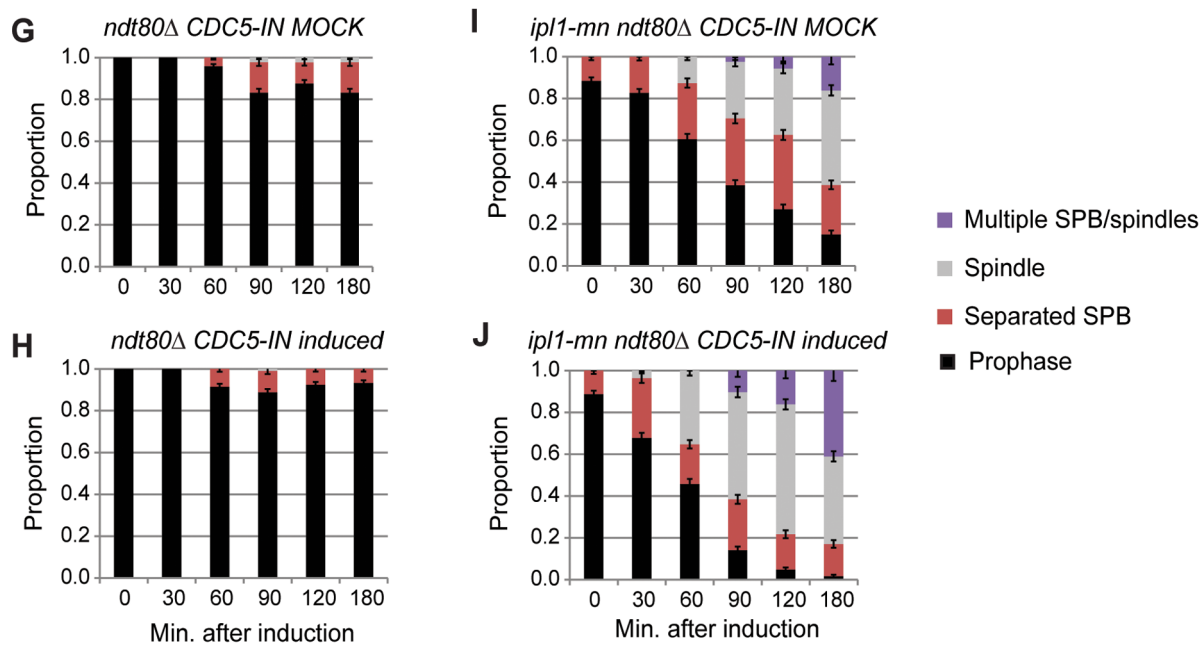 G
ndt80Δ CDC5-IN MOCK
Proportion
1.0
0.8
0.6
0.4
0.2
0.0
0 30 60 90 120 180
H
ndt80Δ CDC5-IN induced
Proportion
1.0
0.8
0.6
0.4
0.2
0.0
0 30 60 90 120 180
Min. after induction
I
ipl1-mn ndt80Δ CDC5-IN MOCK
Proportion
1.0
0.8
0.6
0.4
0.2
0.0
0 30 60 90 120 180
J
ipl1-mn ndt80Δ CDC5-IN induced
Proportion
1.0
0.8
0.6
0.4
0.2
0.0
0 30 60 90 120 180
Min. after induction
Multiple SPB/spindles
Spindle
Separated SPB
Prophase